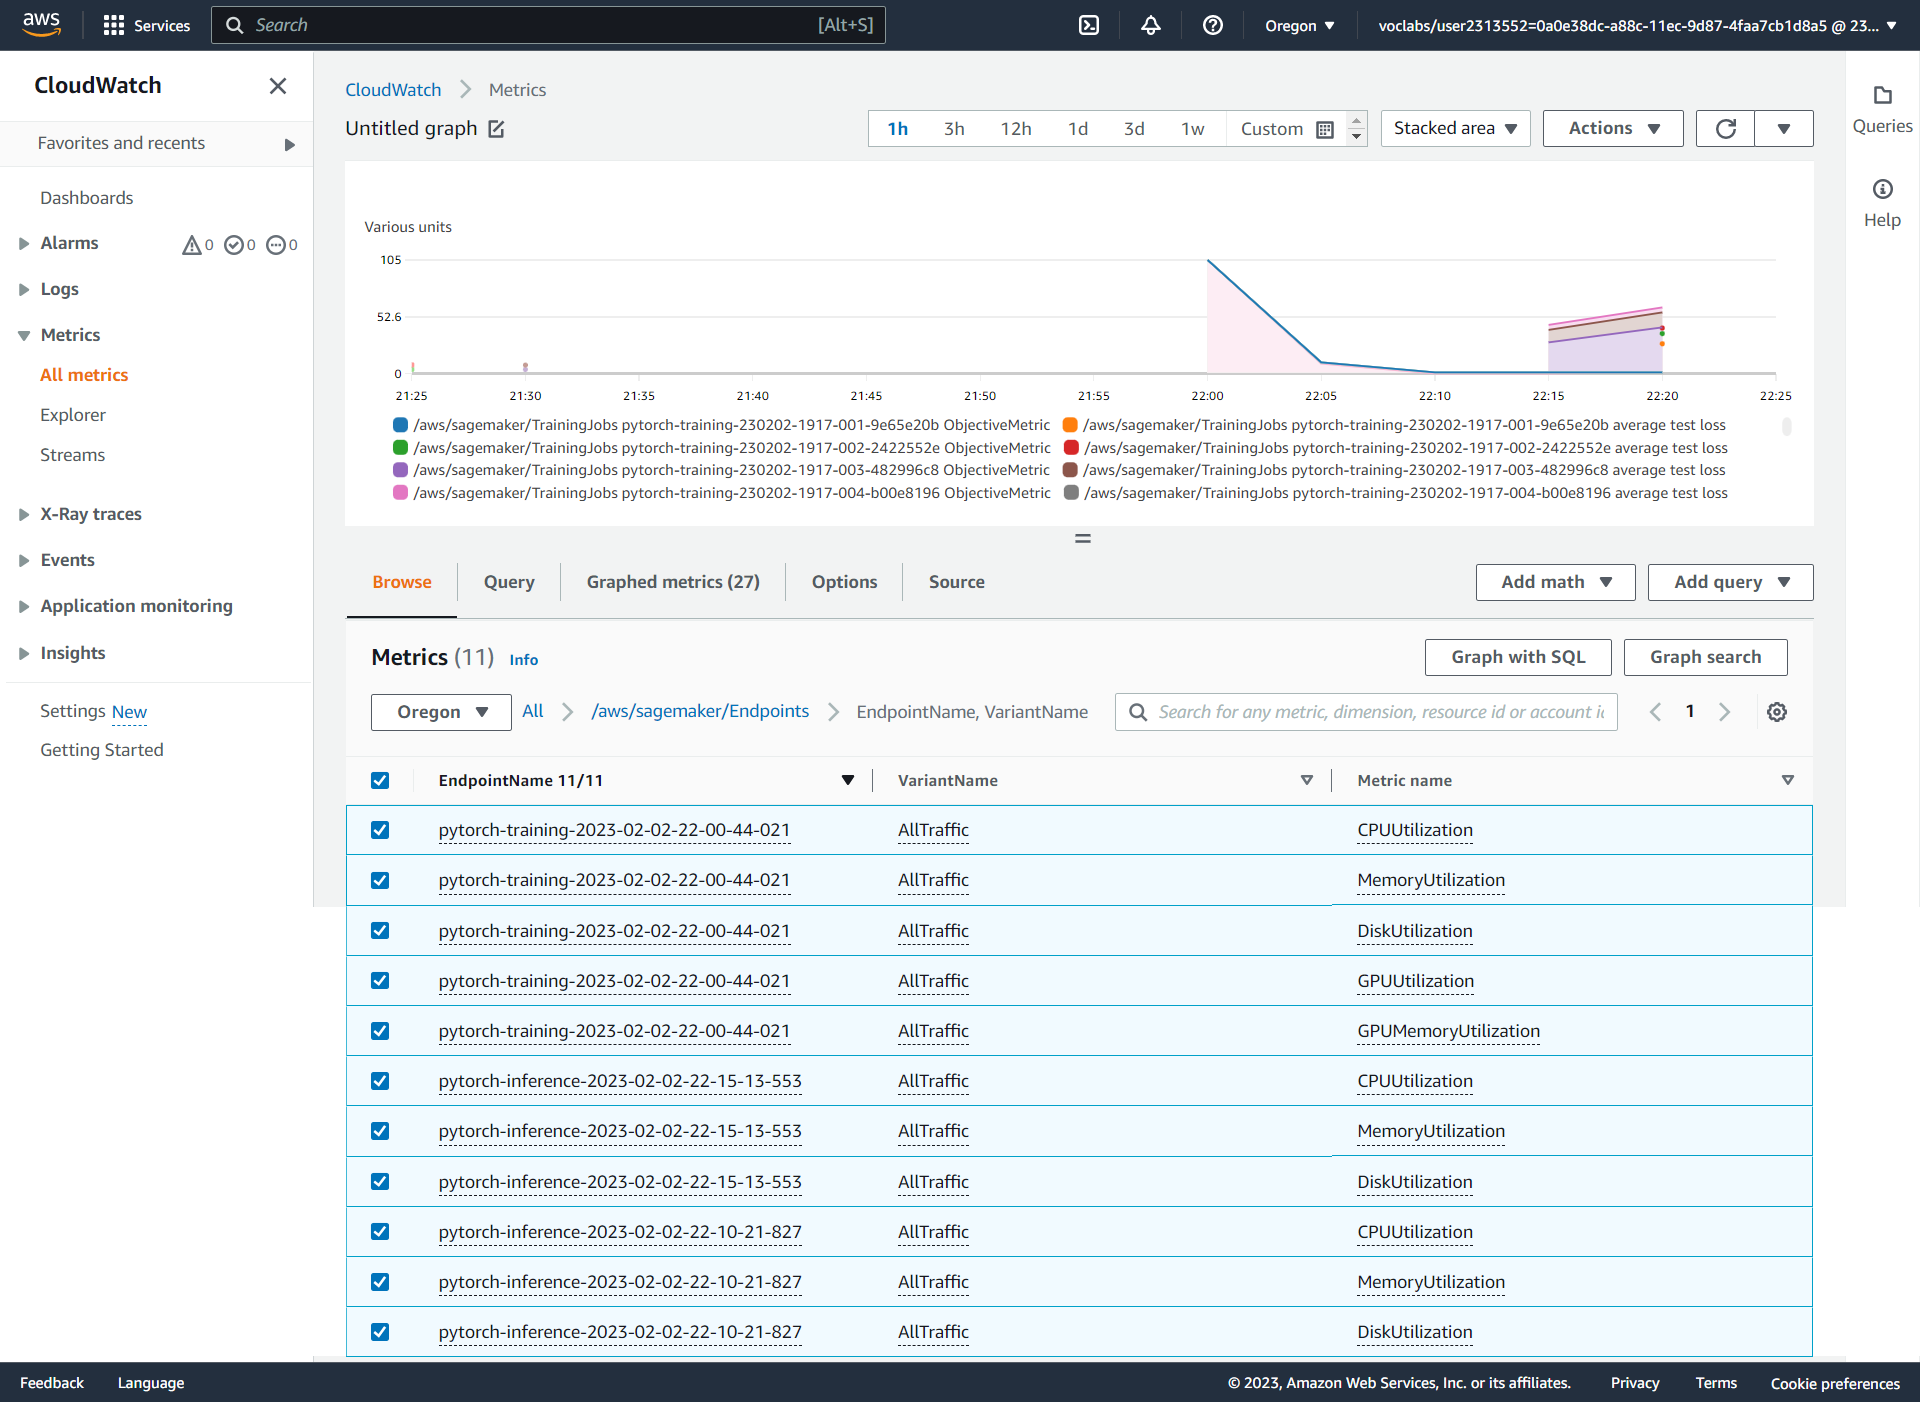 aws
Services
Search [Alt+S]
Oregon
voclabs/user2313552=0a0e38dc-a88c-11ec-9d87-4faa7cb1d8a5 @ 23...
CloudWatch
Favorites and recents
Dashboards
Alarms 0 0 0
Logs
Metrics
All metrics
Explorer
Streams
X-Ray traces
Events
Application monitoring
Insights
Settings New
Getting Started
CloudWatch Metrics
Untitled graph
1h 3h 12h 1d 3d 1w Custom
Stacked area
Actions
Queries
Help
Various units
105
52.6
0
21:25 21:30 21:35 21:40 21:45 21:50 21:55 22:00 22:05 22:10 22:15 22:20 22:25
/aws/sagemaker/TrainingJobs pytorch-training-230202-1917-001-9e65e20b ObjectiveMetric /aws/sagemaker/TrainingJobs pytorch-training-230202-1917-001-9e65e20b average test loss
/aws/sagemaker/TrainingJobs pytorch-training-230202-1917-002-2422552e ObjectiveMetric /aws/sagemaker/TrainingJobs pytorch-training-230202-1917-002-2422552e average test loss
/aws/sagemaker/TrainingJobs pytorch-training-230202-1917-003-482996c8 ObjectiveMetric /aws/sagemaker/TrainingJobs pytorch-training-230202-1917-003-482996c8 average test loss
/aws/sagemaker/TrainingJobs pytorch-training-230202-1917-004-b00e8196 ObjectiveMetric /aws/sagemaker/TrainingJobs pytorch-training-230202-1917-004-b00e8196 average test loss
Browse Query Graphed metrics (27) Options Source
Add math Add query
Metrics (11) Info
Graph with SQL Graph search
Oregon All /aws/sagemaker/Endpoints EndpointName, VariantName
Search for any metric, dimension, resource id or account ic
1
EndpointName 11/11 VariantName Metric name
pytorch-training-2023-02-02-22-00-44-021 AllTraffic CPUUtilization
pytorch-training-2023-02-02-22-00-44-021 AllTraffic MemoryUtilization
pytorch-training-2023-02-02-22-00-44-021 AllTraffic DiskUtilization
pytorch-training-2023-02-02-22-00-44-021 AllTraffic GPUUtilization
pytorch-training-2023-02-02-22-00-44-021 AllTraffic GPUMemoryUtilization
pytorch-inference-2023-02-02-22-15-13-553 AllTraffic CPUUtilization
pytorch-inference-2023-02-02-22-15-13-553 AllTraffic MemoryUtilization
pytorch-inference-2023-02-02-22-15-13-553 AllTraffic DiskUtilization
pytorch-inference-2023-02-02-22-10-21-827 AllTraffic CPUUtilization
pytorch-inference-2023-02-02-22-10-21-827 AllTraffic MemoryUtilization
pytorch-inference-2023-02-02-22-10-21-827 AllTraffic DiskUtilization
Feedback Language
© 2023, Amazon Web Services, Inc. or its affiliates. Privacy Terms Cookie preferences